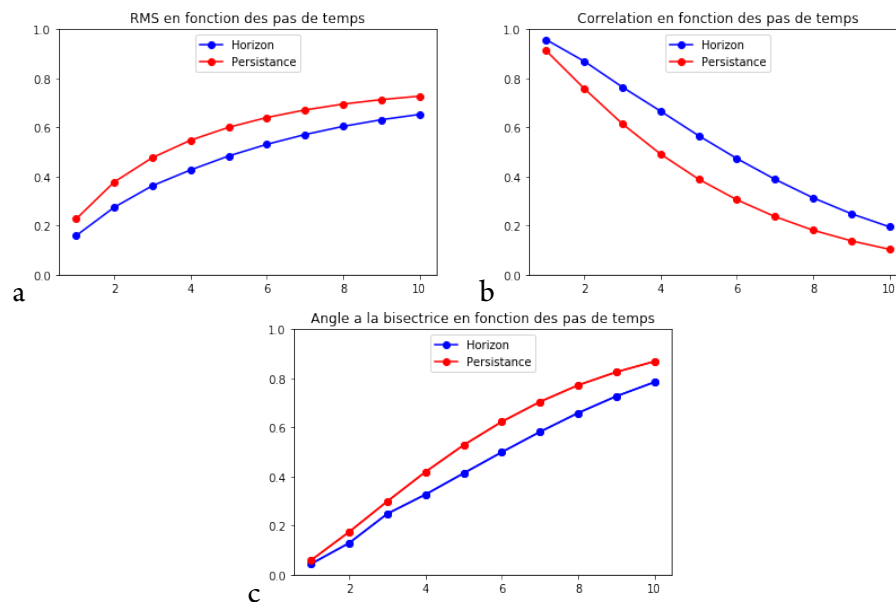 RMS en fonction des pas de temps
1.0
0.8
0.6
0.4
0.2
0.0
Horizon
Persistance
2 4 6 8 10
a
Correlation en fonction des pas de temps
1.0
0.8
0.6
0.4
0.2
0.0
Horizon
Persistance
2 4 6 8 10
b
Angle a la bisectrice en fonction des pas de temps
1.0
0.8
0.6
0.4
0.2
0.0
Horizon
Persistance
2 4 6 8 10
c